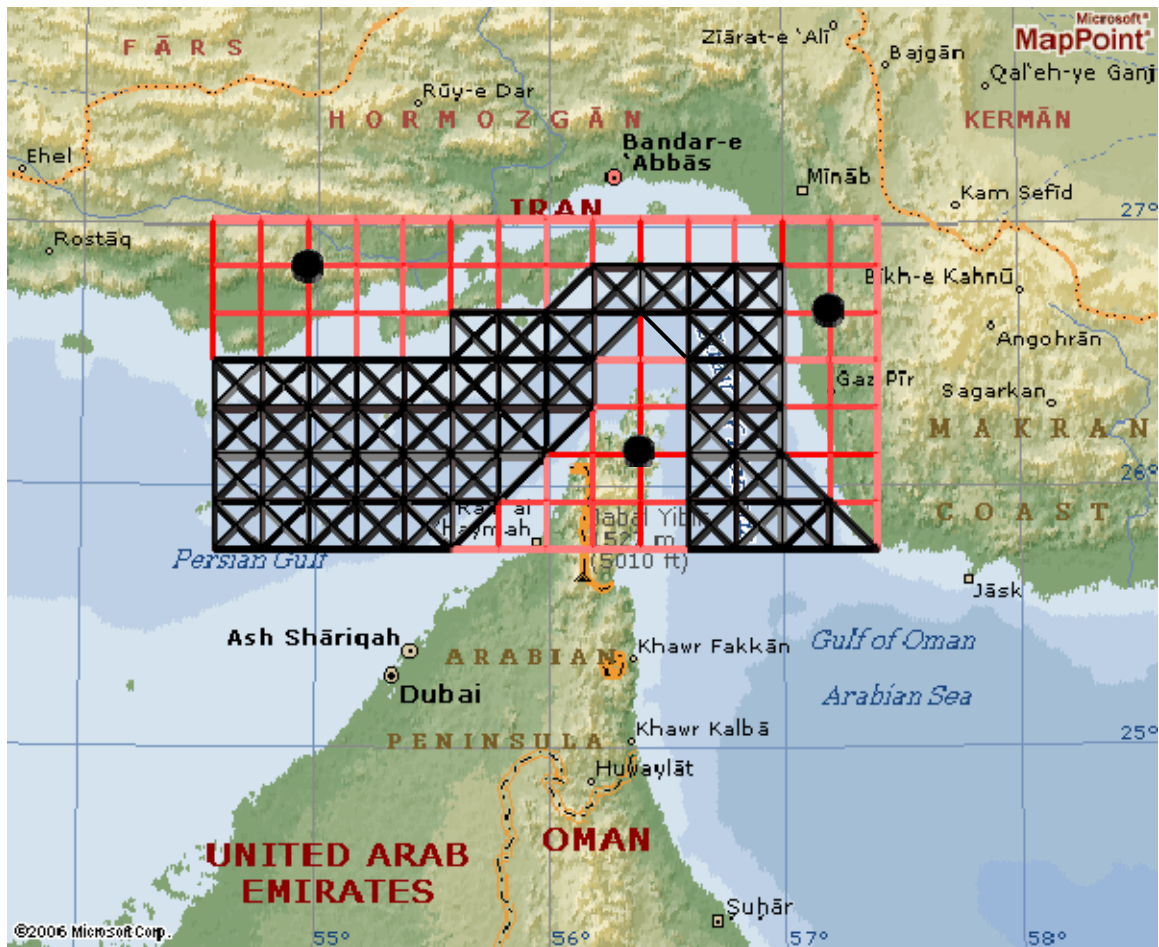 Microsoft®
MapPoint®
Zīārat-e 'Alī
FĀRS
Bajgān
Qal'eh-ye Ganj
Rūy-e Dar
HORMOZGĀN
KERMĀN
Bandar-e
'Abbās
Ehel
Mīnāb
Kam Sefīd
IRAN
27°
Rostāq
Bīkh-e Kahnū
Angohrān
Gaz Pīr
Sagarkan
MAKRAN
26°
COAST
Jabal Yibir
m
(5010 ft)
Persian Gulf
Jāsk
Ash Shāriqah
ARABIAN
Khawr Fakkān
Gulf of Oman
Dubai
Arabian Sea
Khawr Kalbā
25°
PENINSULA
Huwaylāt
OMAN
UNITED ARAB
EMIRATES
Şuḩār
©2006 Microsoft Corp.
55°
56°
57°
58°